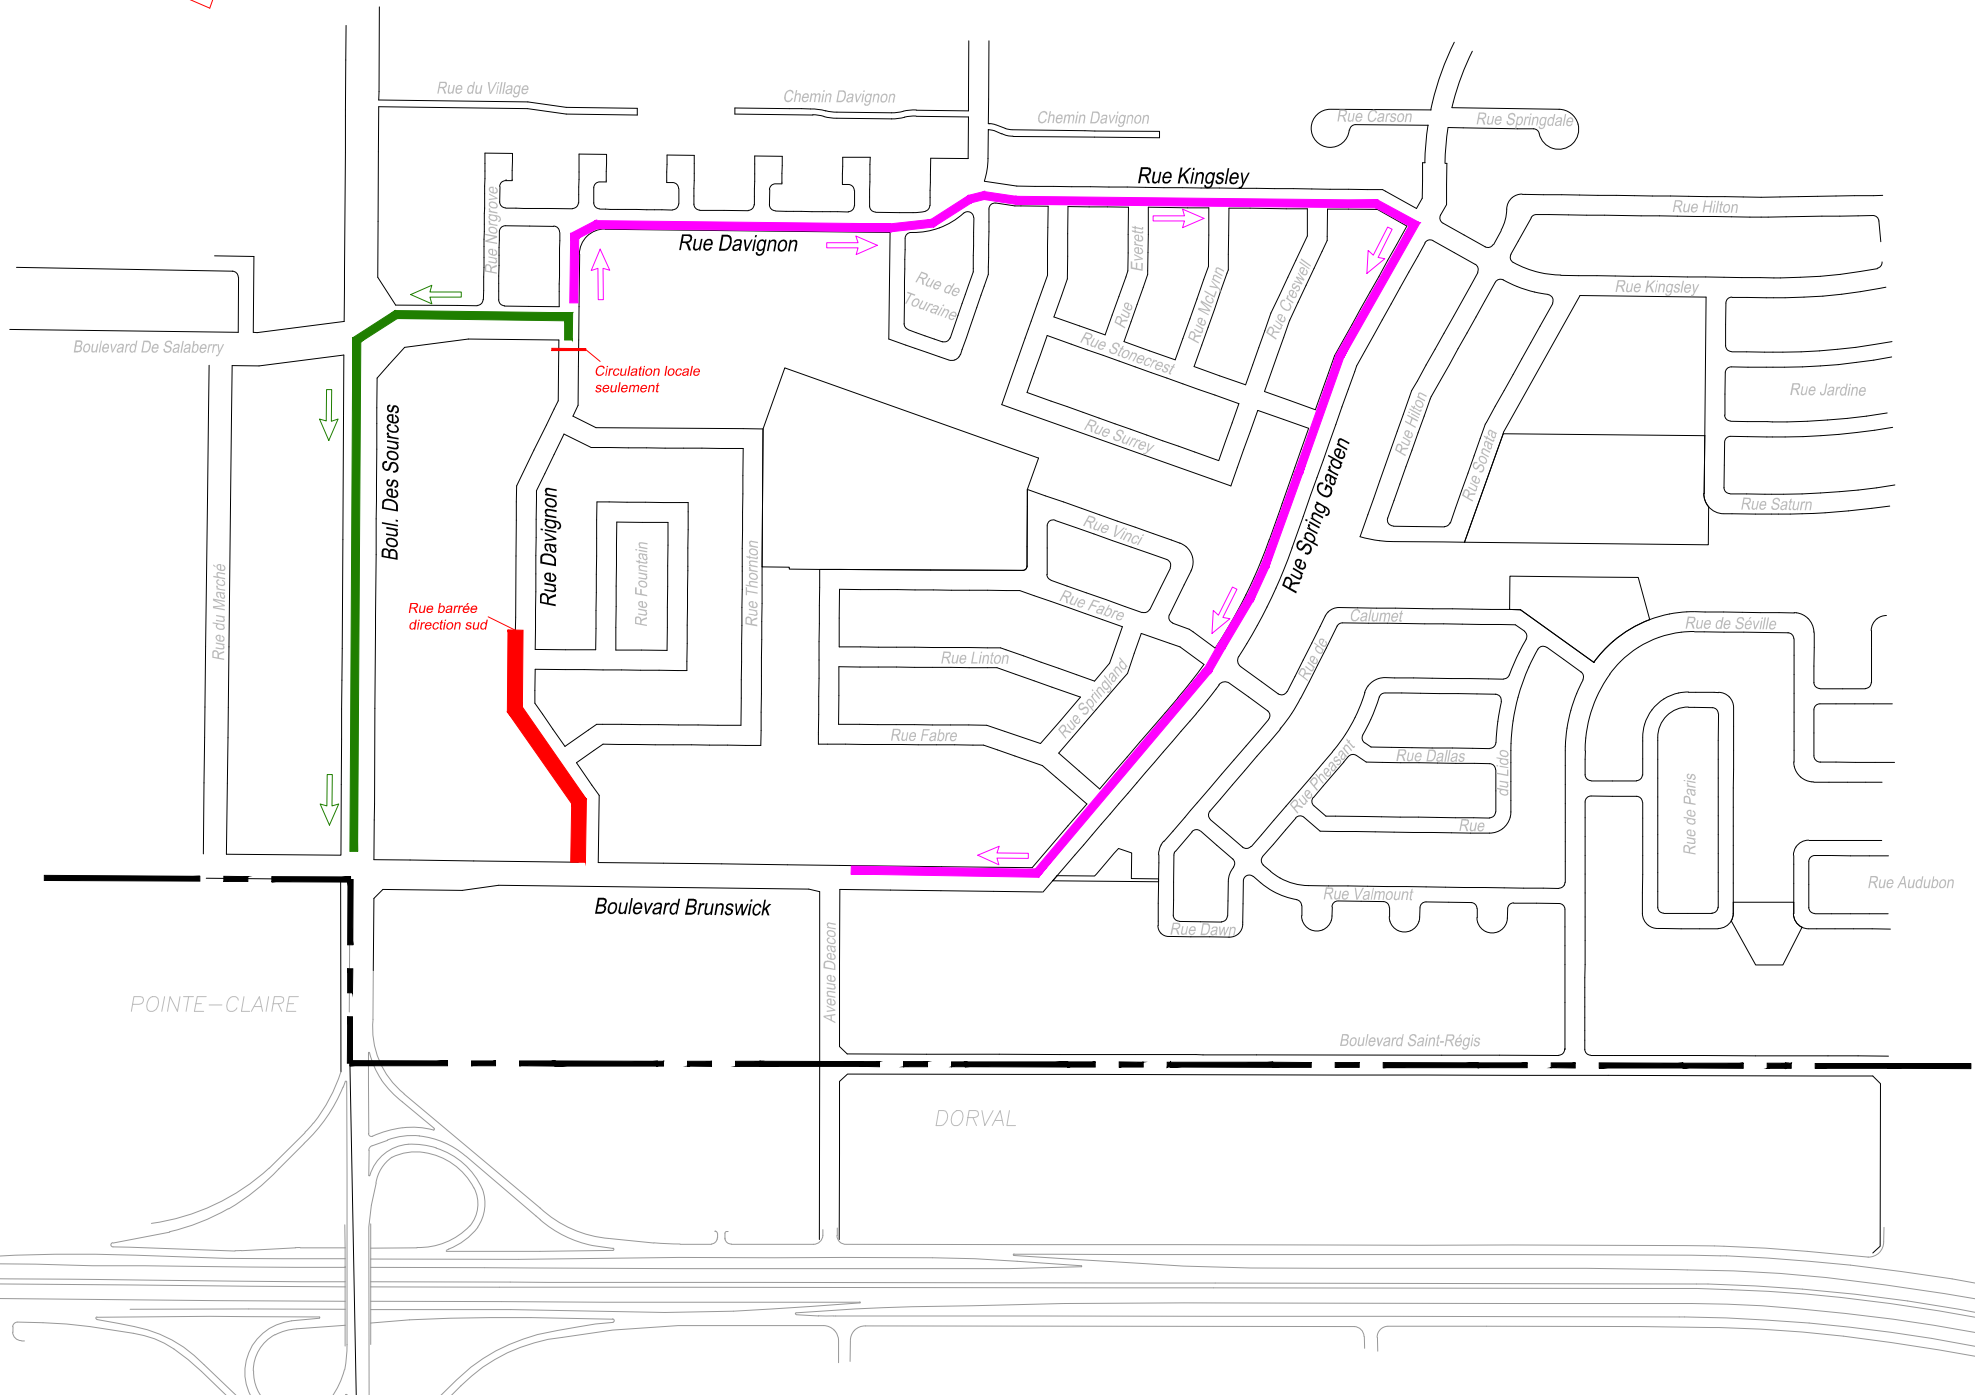 Rue du Village
Chemin Davignon
Chemin Davignon
Rue Carson
Rue Springdale
Rue Kingsley
Rue Norgrove
Rue Hilton
Rue Davignon
Rue de
Touraine
Rue
Everett
Rue McLynn
Rue Creswell
Rue Kingsley
Boulevard De Salaberry
Circulation locale
seulement
Rue Stonecrest
Rue Jardine
Boul. Des Sources
Rue Surrey
Rue Hilton
Rue Sonata
Rue Saturn
Rue Davignon
Rue Fountain
Rue Thornton
Rue Vinci
Rue Spring Garden
Rue du Marché
Rue barrée
direction sud
Rue Fabre
Rue de
Calumet
Rue de Séville
Rue Linton
Rue Springland
Rue Fabre
Rue Pheasant
Rue Dallas
Rue
du Lido
Rue de Paris
Rue Audubon
Boulevard Brunswick
Rue Valmount
Rue Dawn
Avenue Deacon
POINTE-CLAIRE
Boulevard Saint-Régis
DORVAL